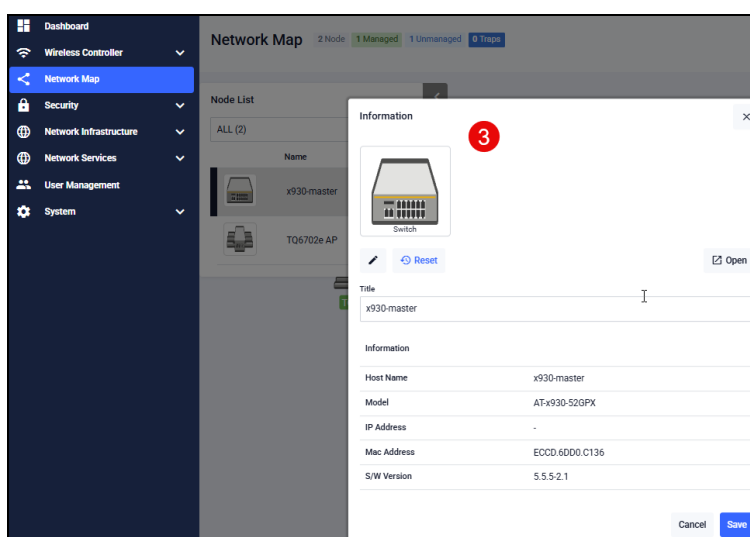 Dashboard
Wireless Controller
Network Map
Security
Network Infrastructure
Network Services
User Management
System
Network Map 2 Node 1 Managed 1 Unmanaged 0 Traps
Node List
ALL (2)
Name
x930-master
TQ6702e AP
T
Information
3
Switch
Reset
Open
Title
x930-master
Information
Host Name x930-master
Model AT-x930-52GPX
IP Address -
Mac Address ECCD.6DD0.C136
S/W Version 5.5.5-2.1
Cancel Save